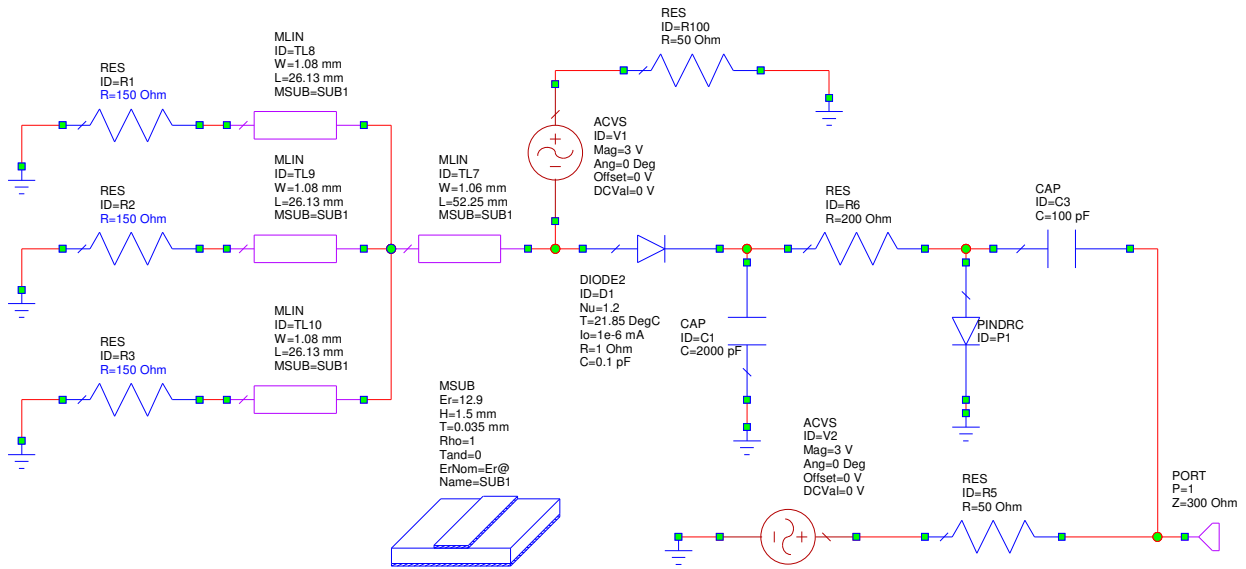 RES
ID=R100
R=50 Ohm
MLIN
ID=TL8
W=1.08 mm
L=26.13 mm
MSUB=SUB1
RES
ID=R1
R=150 Ohm
ACVS
ID=V1
Mag=3 V
Ang=0 Deg
Offset=0 V
DCVal=0 V
MLIN
ID=TL9
W=1.08 mm
L=26.13 mm
MSUB=SUB1
MLIN
ID=TL7
W=1.06 mm
L=52.25 mm
MSUB=SUB1
RES
ID=R2
R=150 Ohm
RES
ID=R6
R=200 Ohm
CAP
ID=C3
C=100 pF
DIODE2
ID=D1
Nu=1.2
T=21.85 DegC
Io=1e-6 mA
R=1 Ohm
C=0.1 pF
CAP
ID=C1
C=2000 pF
PINDRC
ID=P1
MLIN
ID=TL10
W=1.08 mm
L=26.13 mm
MSUB=SUB1
RES
ID=R3
R=150 Ohm
MSUB
Er=12.9
H=1.5 mm
T=0.035 mm
Rho=1
Tand=0
ErNom=Er@
Name=SUB1
ACVS
ID=V2
Mag=3 V
Ang=0 Deg
Offset=0 V
DCVal=0 V
RES
ID=R5
R=50 Ohm
PORT
P=1
Z=300 Ohm